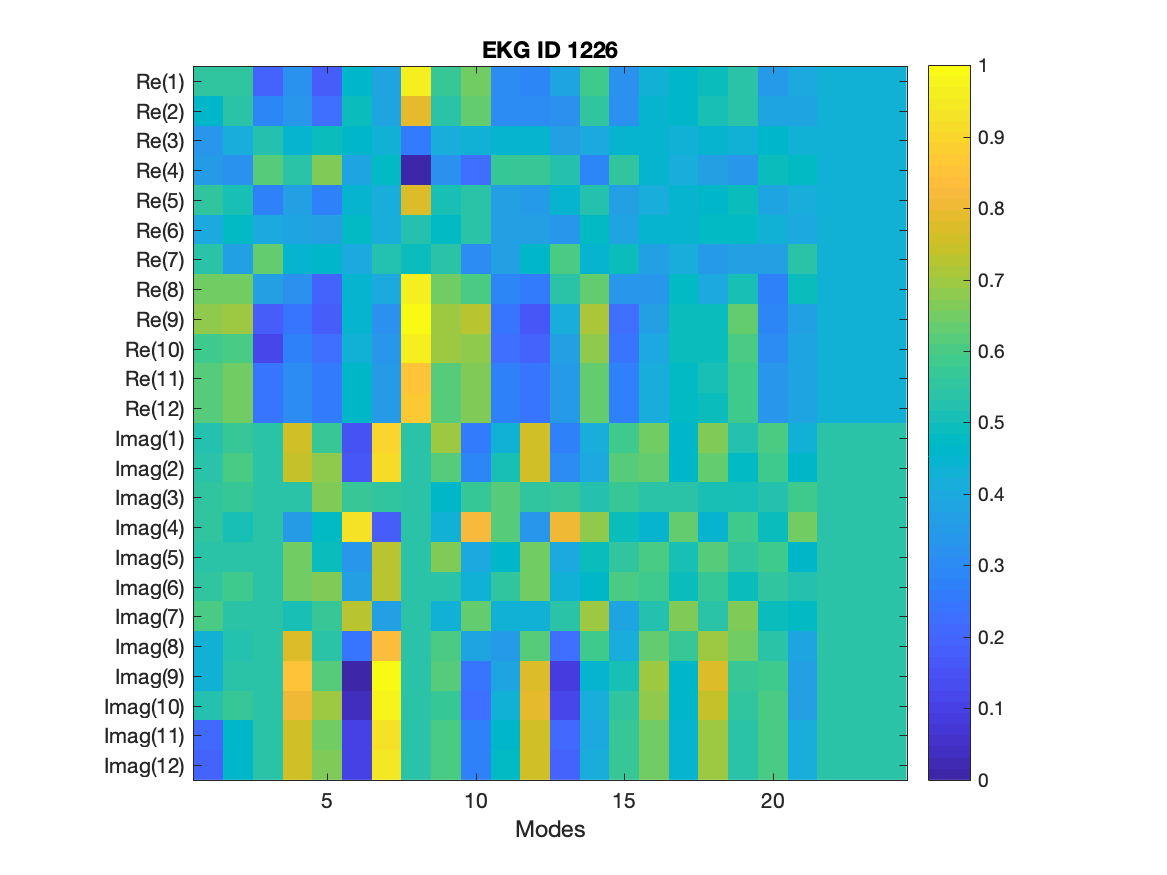 EKG ID 1226
Re(1)
Re(2)
Re(3)
Re(4)
Re(5)
Re(6)
Re(7)
Re(8)
Re(9)
Re(10)
Re(11)
Re(12)
Imag(1)
Imag(2)
Imag(3)
Imag(4)
Imag(5)
Imag(6)
Imag(7)
Imag(8)
Imag(9)
Imag(10)
Imag(11)
Imag(12)
5 10 15 20
Modes
1
0.9
0.8
0.7
0.6
0.5
0.4
0.3
0.2
0.1
0